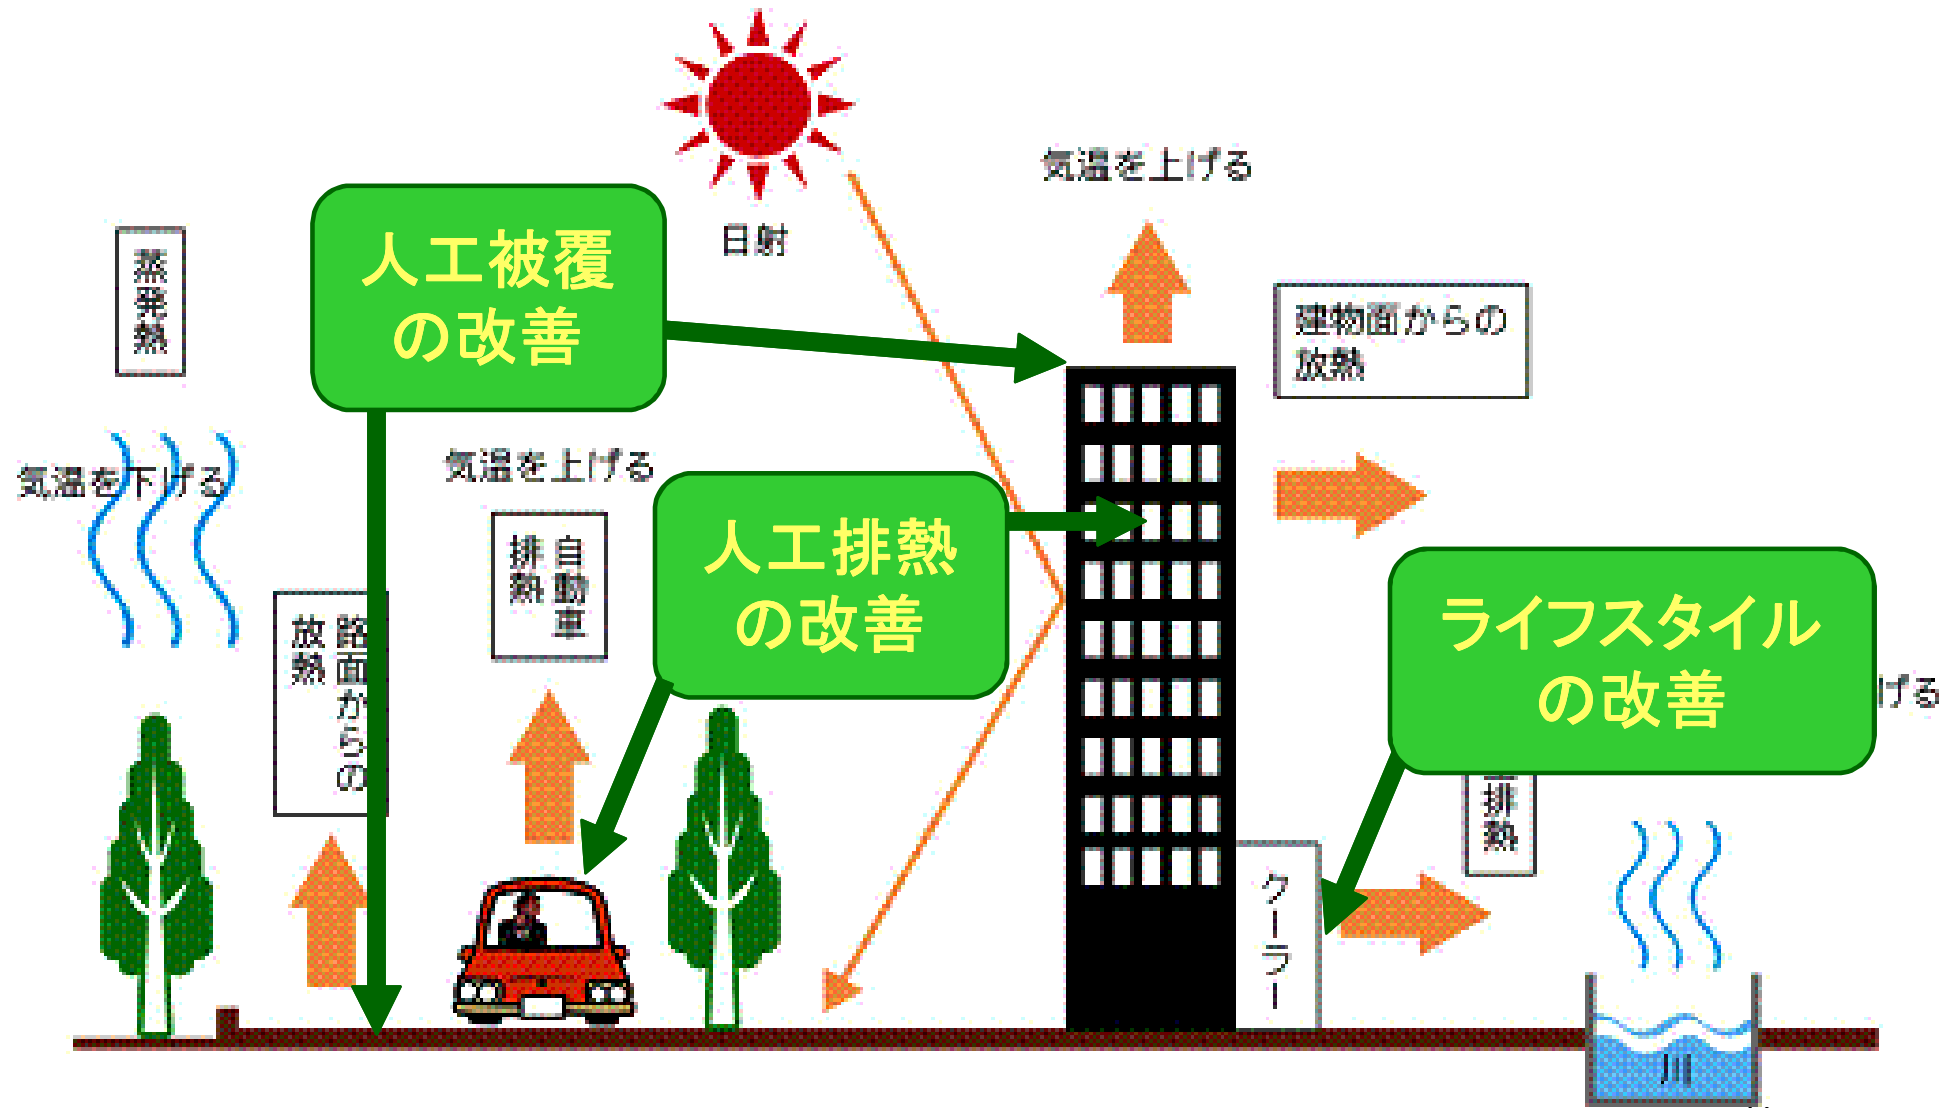 気温を上げる
人工被覆
の改善
日射
蒸発熱
建物面からの
放熱
気温を下げる
気温を上げる
自動車
排熱
人工排熱
の改善
路面からの
放熱
ライフスタイル
の改善
げる
排熱
クーラー
川